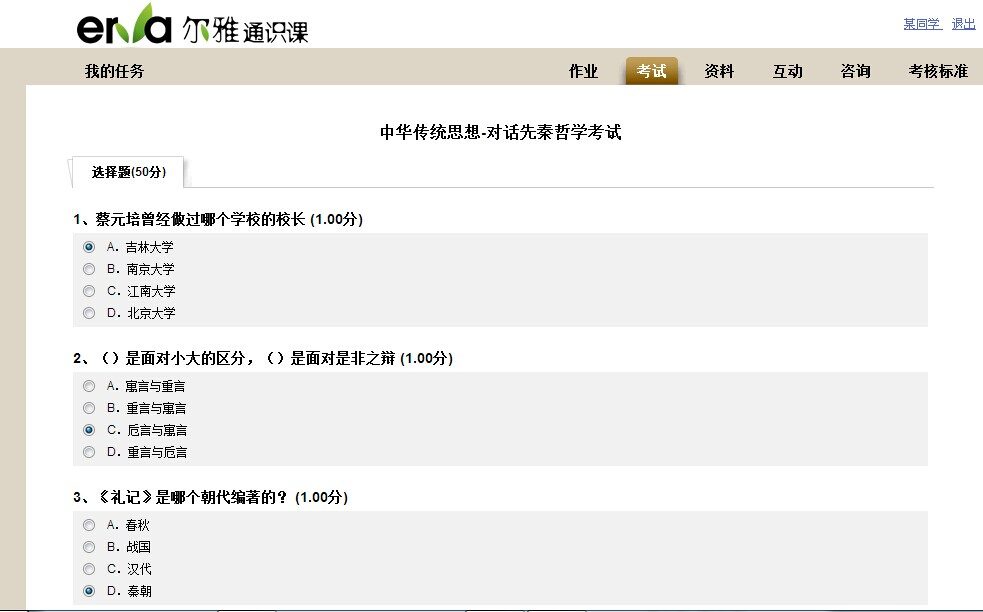 erya 尔雅通识课
某同学 退出
我的任务 作业 考试 资料 互动 咨询 考核标准
中华传统思想-对话先秦哲学考试
选择题(50分)
1、蔡元培曾经做过哪个学校的校长 (1.00分)
A. 吉林大学
B. 南京大学
C. 江南大学
D. 北京大学
2、（）是面对小大的区分，（）是面对是非之辩 (1.00分)
A. 寓言与重言
B. 重言与寓言
C. 卮言与寓言
D. 重言与卮言
3、《礼记》是哪个朝代编著的？ (1.00分)
A. 春秋
B. 战国
C. 汉代
D. 秦朝